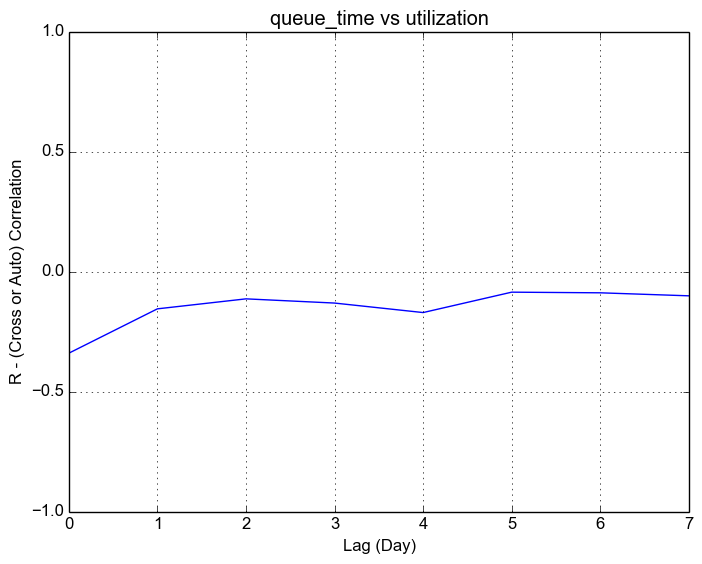 queue_time vs utilization
1.0
0.5
0.0
−0.5
−1.0
R - (Cross or Auto) Correlation
0 1 2 3 4 5 6 7
Lag (Day)